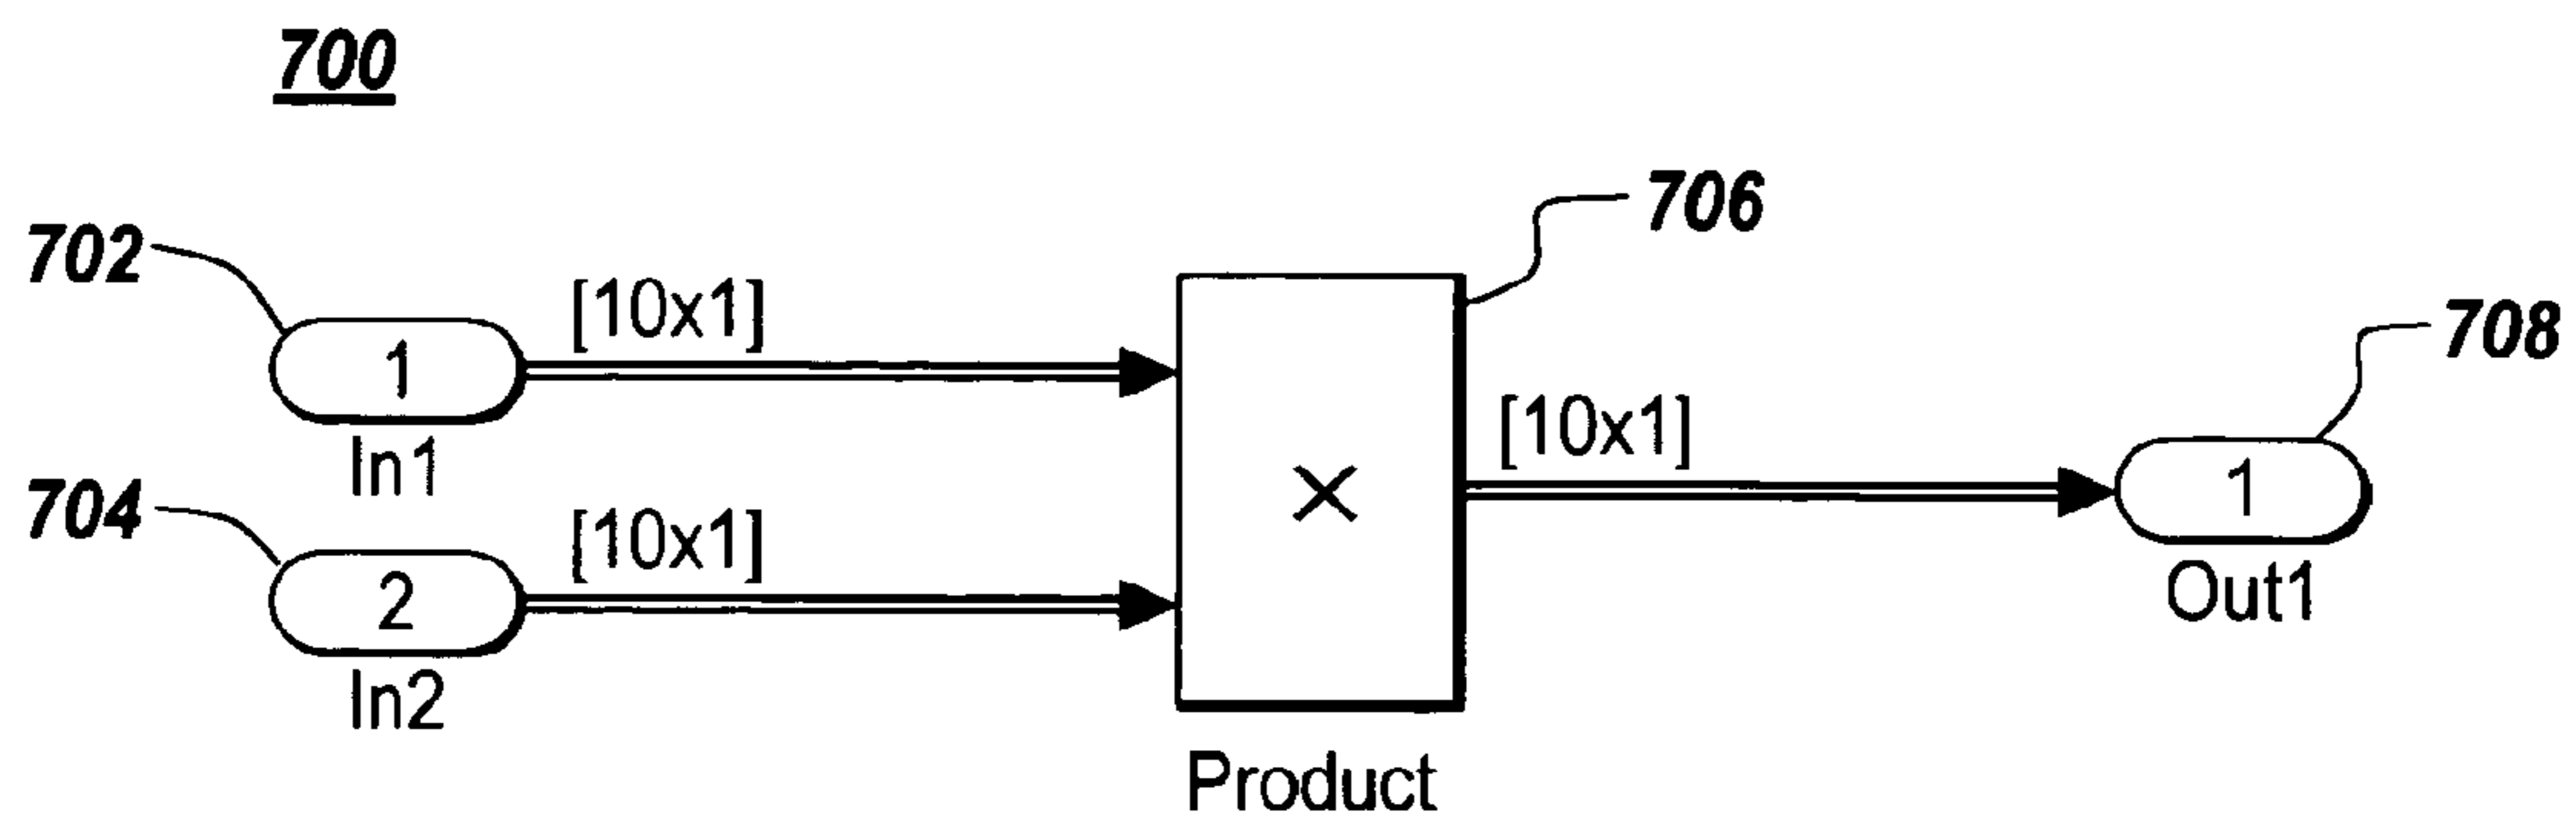 700
706
702
[10x1]
708
1
In1
[10x1]
1
Out1
×
704
[10x1]
2
In2
Product